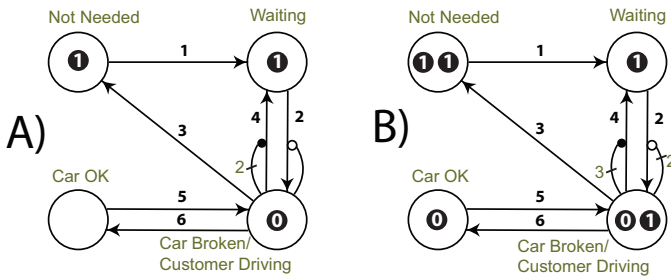 A)
Not Needed
Waiting
1
1
1
4
2
3
2
Car OK
5
6
0
Car Broken/
Customer Driving
B)
Not Needed
Waiting
1 1
1
1
4
2
3
3
2
Car OK
0
5
6
0 1
Car Broken/
Customer Driving